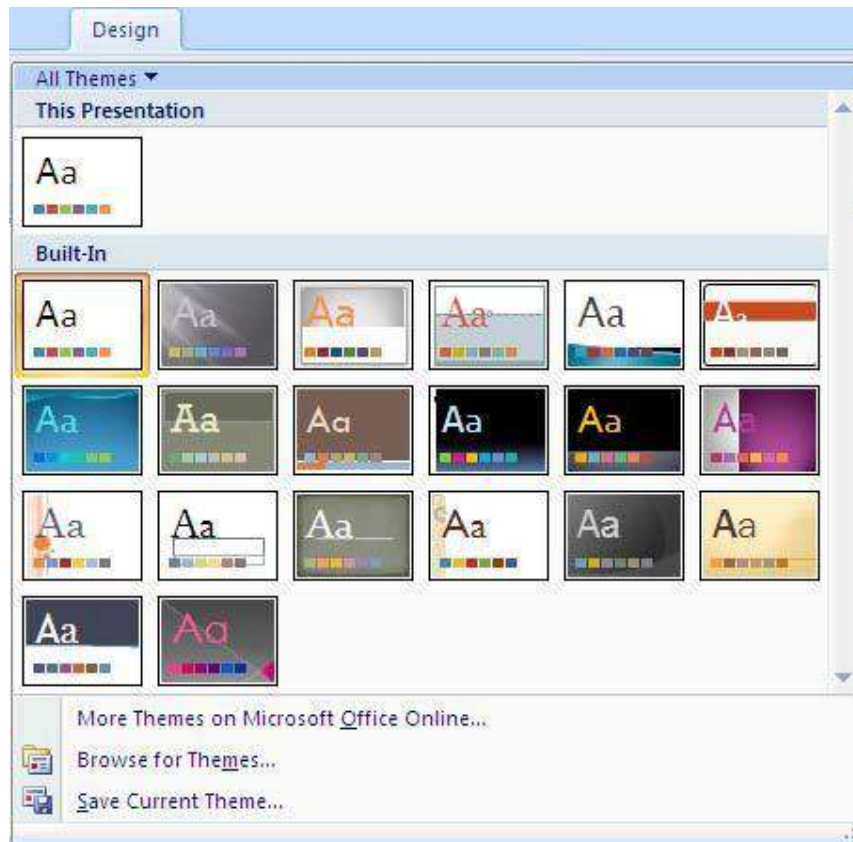 Design
All Themes
This Presentation
Aa
Built-In
Aa Aa Aa Aa Aa Aa
Aa Aa Aa Aa Aa Aa
Aa Aa Aa Aa Aa Aa
Aa Aa
More Themes on Microsoft Office Online...
Browse for Themes...
Save Current Theme...